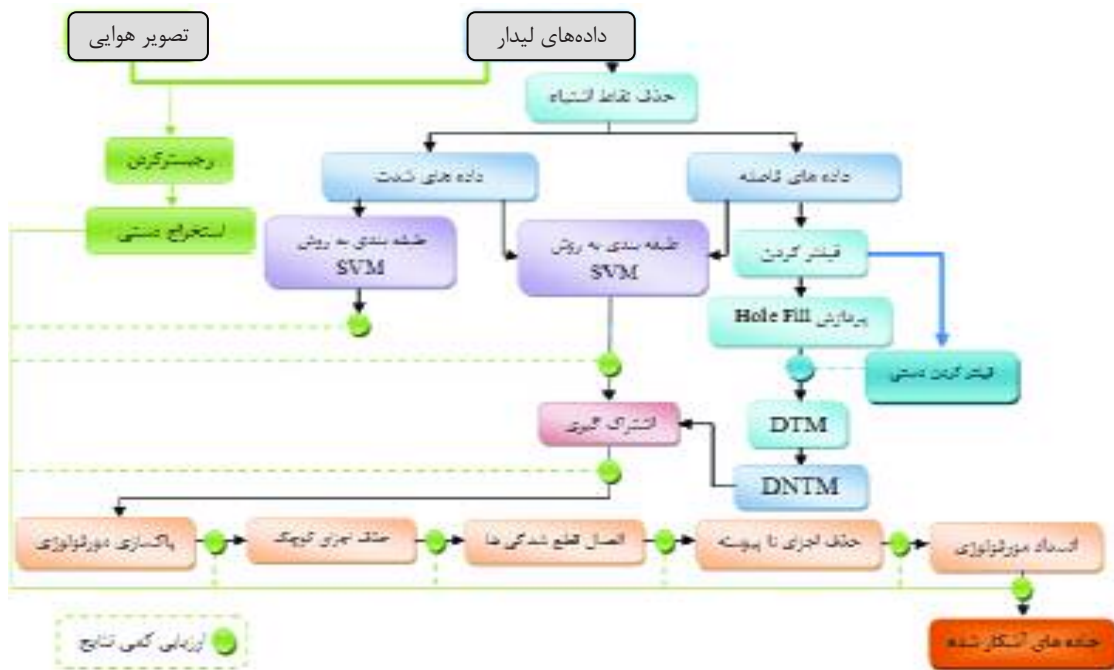 تصویر هوایی
داده‌های لیدار
حذف نقاط اشتباه
رجیسترکردن
داده های شدت
داده های فاصله
استخراج دستی
طبقه بندی به روش
SVM
طبقه بندی به روش
SVM
فیلتر کردن
پردازش Hole Fill
فیلتر کردن دستی
اشتراک گیری
DTM
DNTM
پاکسازی مورفولوژی
حذف اجزای کوچک
اتصال قطع شدگی ها
حذف اجزای نا پیوسته
انسداد مورفولوژی
ارزیابی کمی نتایج
جاده های آشکار شده